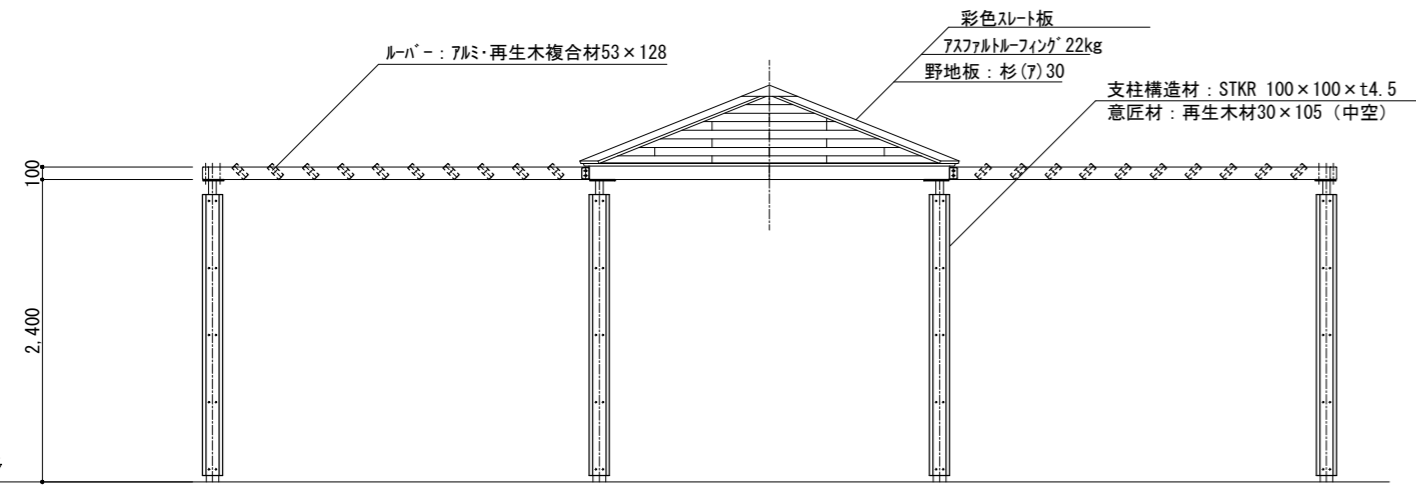 彩色ｽﾚｰﾄ板
ｱｽﾌｧﾙﾄﾙｰﾌｨﾝｸﾞ22kg
野地板：杉(ｱ)30
ﾙｰﾊﾞｰ：ｱﾙﾐ･再生木複合材53×128
支柱構造材：STKR 100×100×t4.5
意匠材：再生木材30×105（中空）
100
2,400